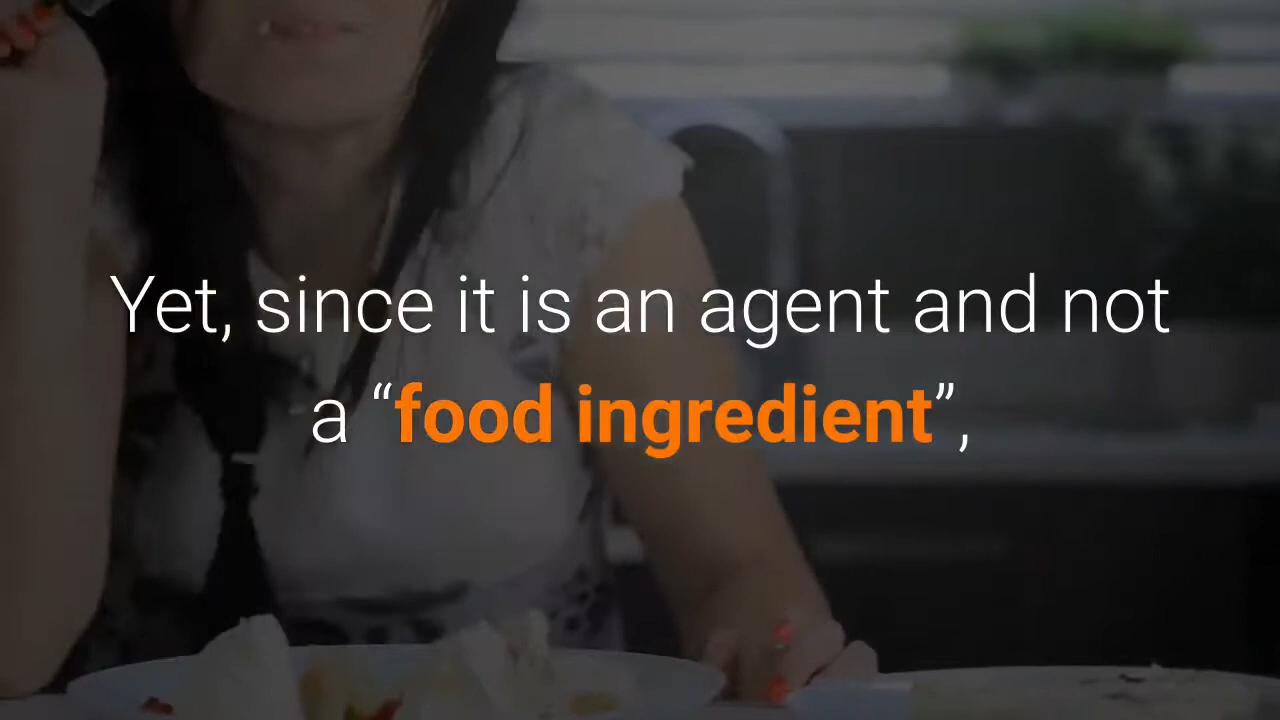 Yet, since it is an agent and not
a “food ingredient”,